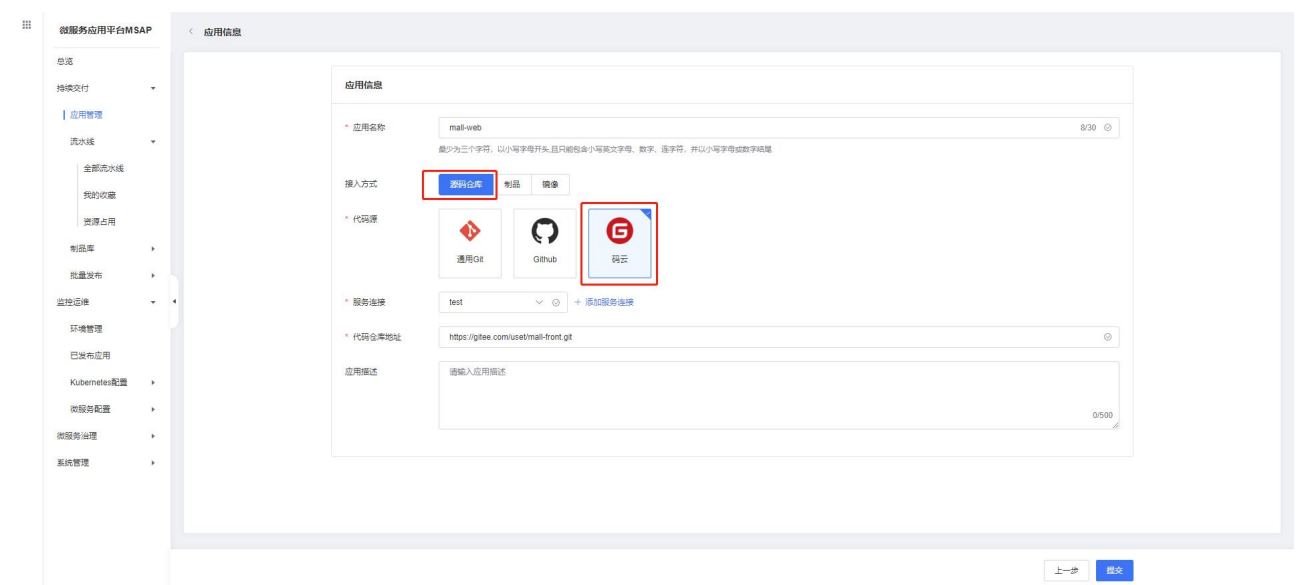 微服务应用平台MSAP
应用信息
总览
持续交付
应用管理
流水线
全部流水线
我的收藏
资源占用
制品库
批量发布
监控运维
环境管理
已发布应用
Kubernetes配置
微服务配置
微服务治理
系统管理
应用信息
* 应用名称
mall-web
8/30
最少为三个字符，以小写字母开头,且只能包含小写英文字母、数字、连字符，并以小写字母或数字结尾
接入方式
源码仓库 制品 镜像
* 代码源
通用Git Github 码云
* 服务连接
test
+ 添加服务连接
* 代码仓库地址
https://gitee.com/uset/mall-front.git
应用描述
请输入应用描述
0/500
上一步 提交